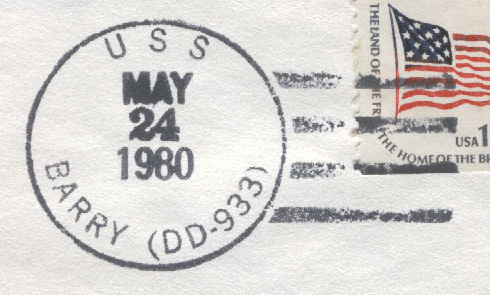 USS
MAY
24
1980
BARRY (DD-933)
THE LAND OF THE FR
THE HOME OF THE BR
USA 1